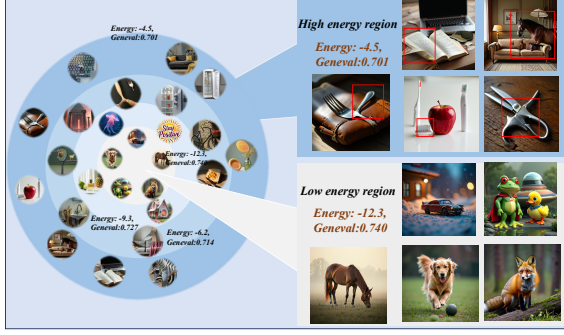 Energy: -4.5,
Geneval:0.701
Stay
Positive
Energy: -12.3,
Geneval:0.740
Energy: -9.3,
Geneval:0.727
Energy: -6.2,
Geneval:0.714
High energy region
Energy: -4.5,
Geneval:0.701
Low energy region
Energy: -12.3,
Geneval:0.740